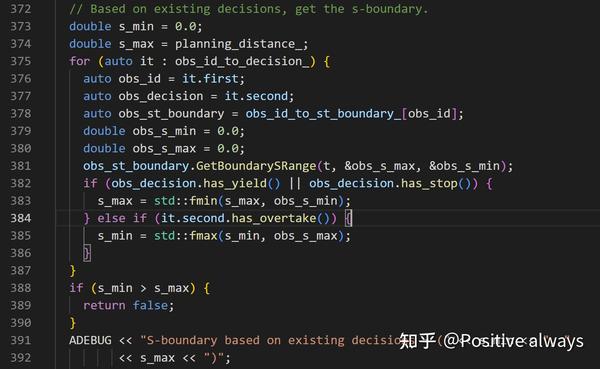 372 // Based on existing decisions, get the s-boundary.
373 double s_min = 0.0;
374 double s_max = planning_distance_;
375 for (auto it : obs_id_to_decision_) {
376 auto obs_id = it.first;
377 auto obs_decision = it.second;
378 auto obs_st_boundary = obs_id_to_st_boundary_[obs_id];
379 double obs_s_min = 0.0;
380 double obs_s_max = 0.0;
381 obs_st_boundary.GetBoundarySRange(t, &obs_s_max, &obs_s_min);
382 if (obs_decision.has_yield() || obs_decision.has_stop()) {
383 s_max = std::fmin(s_max, obs_s_min);
384 } else if (it.second.has_overtake()) {
385 s_min = std::fmax(s_min, obs_s_max);
386 }
387 }
388 if (s_min > s_max) {
389 return false;
390 }
391 ADEBUG << "S-boundary based on existing decisions
392 << s_max << ")";
知乎 @Positive always